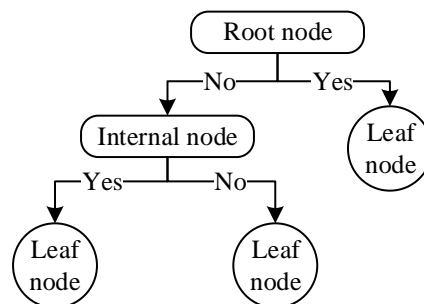 Root node
No
Yes
Internal node
Leaf
node
Yes
No
Leaf
node
Leaf
node